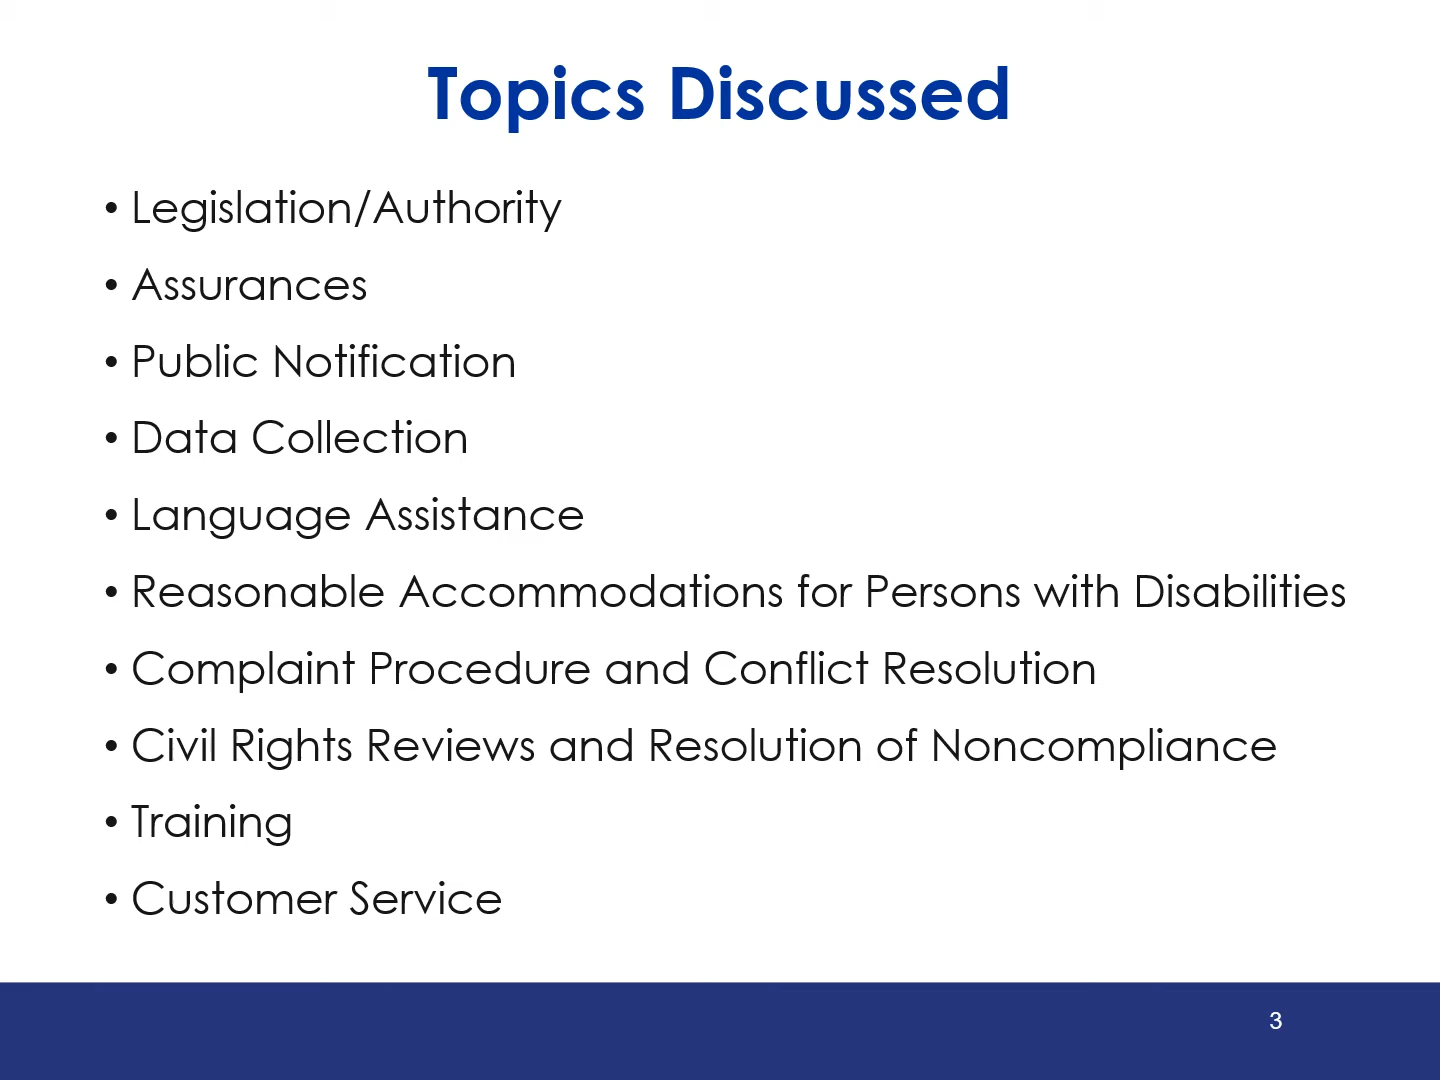 Topics Discussed
• Legislation/Authority
• Assurances
• Public Notification
• Data Collection
• Language Assistance
• Reasonable Accommodations for Persons with Disabilities
• Complaint Procedure and Conflict Resolution
• Civil Rights Reviews and Resolution of Noncompliance
• Training
• Customer Service
3